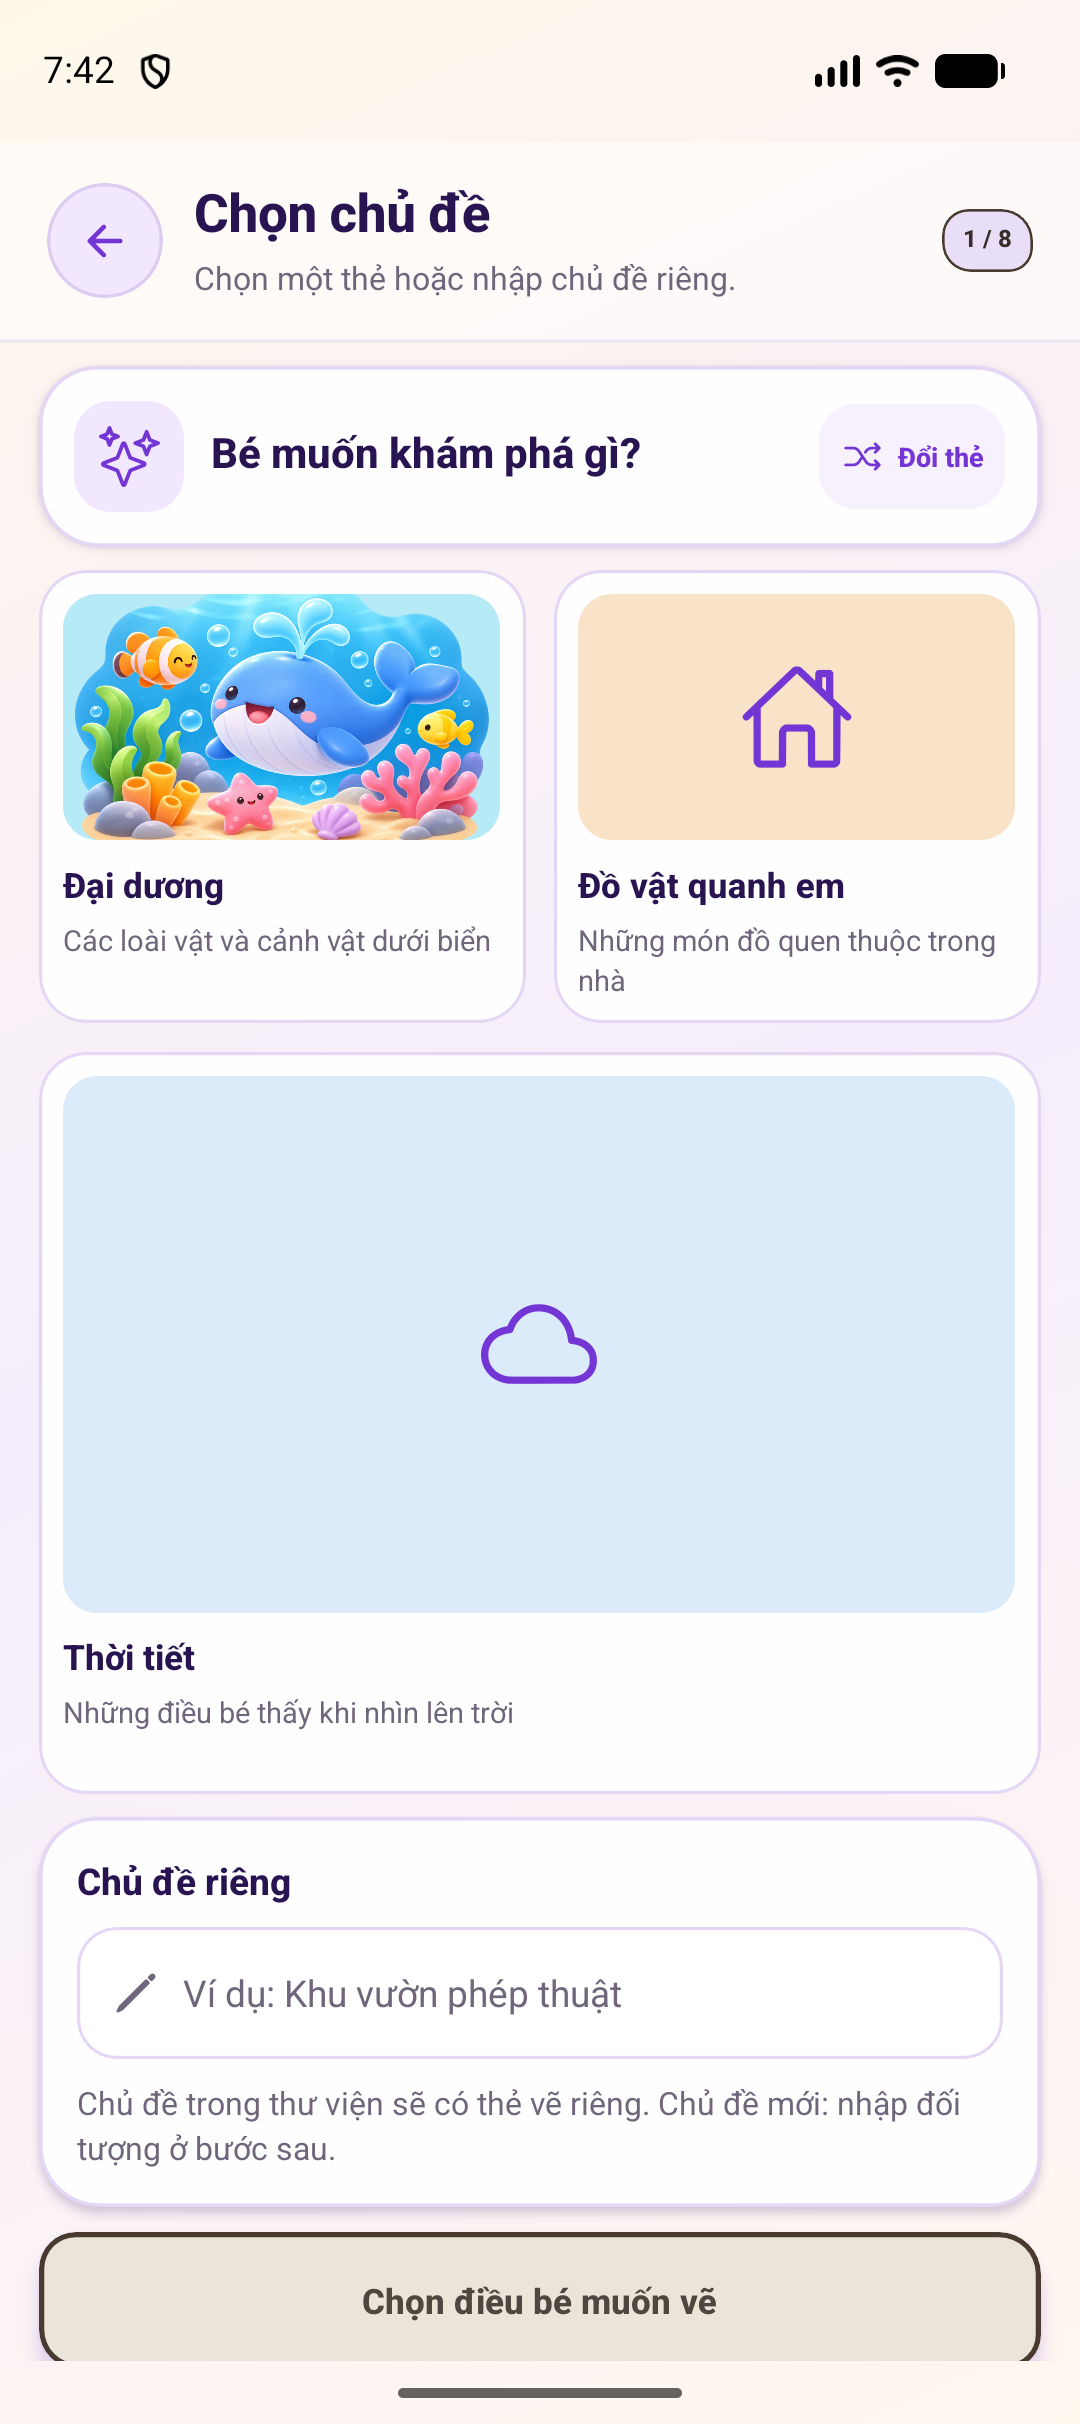 7:42
Chọn chủ đề
Chọn một thẻ hoặc nhập chủ đề riêng.
1 / 8
Bé muốn khám phá gì?
Đổi thẻ
Đại dương
Các loài vật và cảnh vật dưới biển
Đồ vật quanh em
Những món đồ quen thuộc trong
nhà
Thời tiết
Những điều bé thấy khi nhìn lên trời
Chủ đề riêng
Ví dụ: Khu vườn phép thuật
Chủ đề trong thư viện sẽ có thẻ vẽ riêng. Chủ đề mới: nhập đối
tượng ở bước sau.
Chọn điều bé muốn vẽ